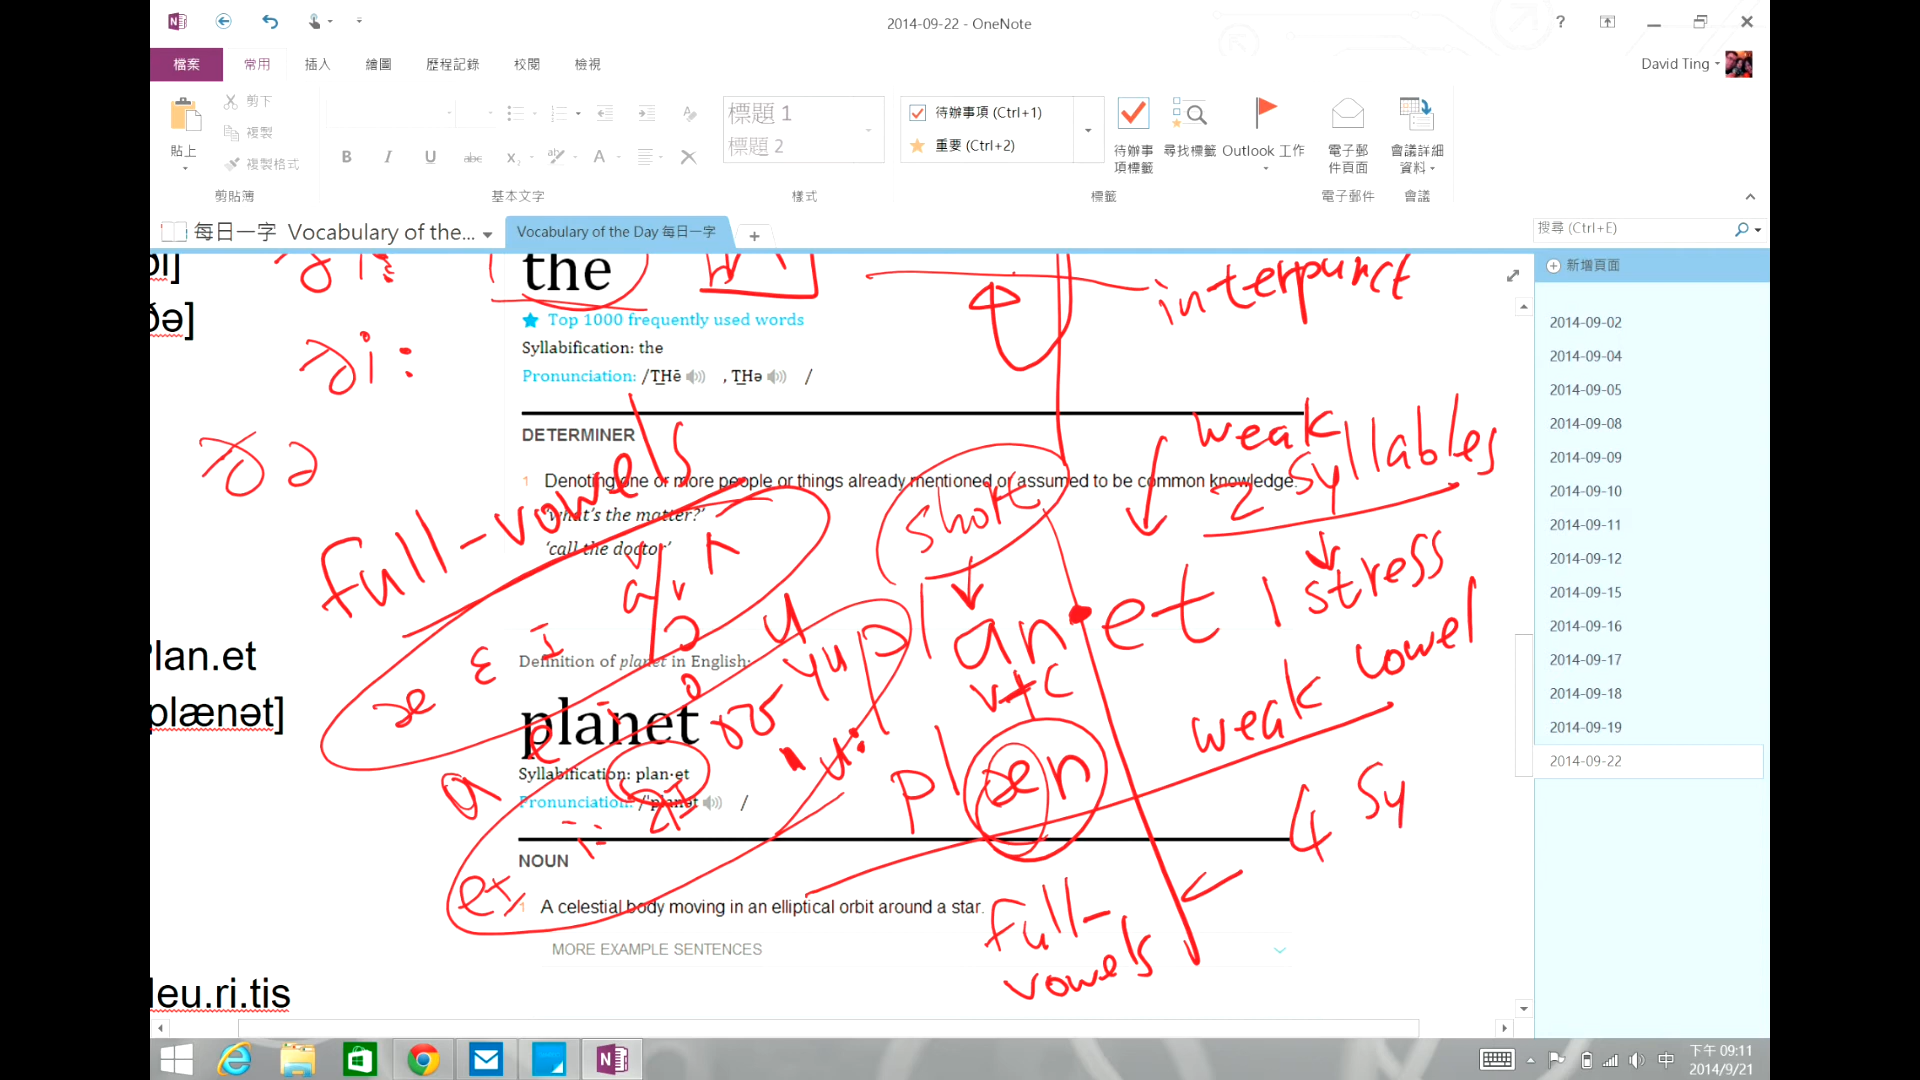 2014-09-22 - OneNote
檔案 常用 插入 繪圖 歷程記錄 校閱 檢視
David Ting
貼上
剪下
複製
複製格式
剪貼簿
B I U abc X₂ ab A
基本文字
標題 1
標題 2
樣式
待辦事項 (Ctrl+1)
重要 (Ctrl+2)
待辦事項標籤
尋找標籤
Outlook 工作
標籤
電子郵件頁面
電子郵件
會議詳細資料
會議
每日一字 Vocabulary of the...
Vocabulary of the Day 每日一字
搜尋 (Ctrl+E)
新增頁面
2014-09-02
2014-09-04
2014-09-05
2014-09-08
2014-09-09
2014-09-10
2014-09-11
2014-09-12
2014-09-15
2014-09-16
2014-09-17
2014-09-18
2014-09-19
2014-09-22
ðə]
the
interpunct
Top 1000 frequently used words
Syllabification: the
Pronunciation: /T͟Hē , T͟Hə /
ði:
ðə
DETERMINER
1 Denoting one or more people or things already mentioned or assumed to be common knowledge.
'what's the matter?'
'call the doctor'
full-vowels
short
weak
2 syllables
1 stress
plan·et
v+c
weak vowel
plæn
4 sy
full-
vowels
æ ɛ ɪ
lan.et
plænət]
Definition of planet in English:
planet
Syllabification: plan·et
Pronunciation: /ˈplanət /
NOUN
1 A celestial body moving in an elliptical orbit around a star.
MORE EXAMPLE SENTENCES
leu.ri.tis
中
下午 09:11
2014/9/21